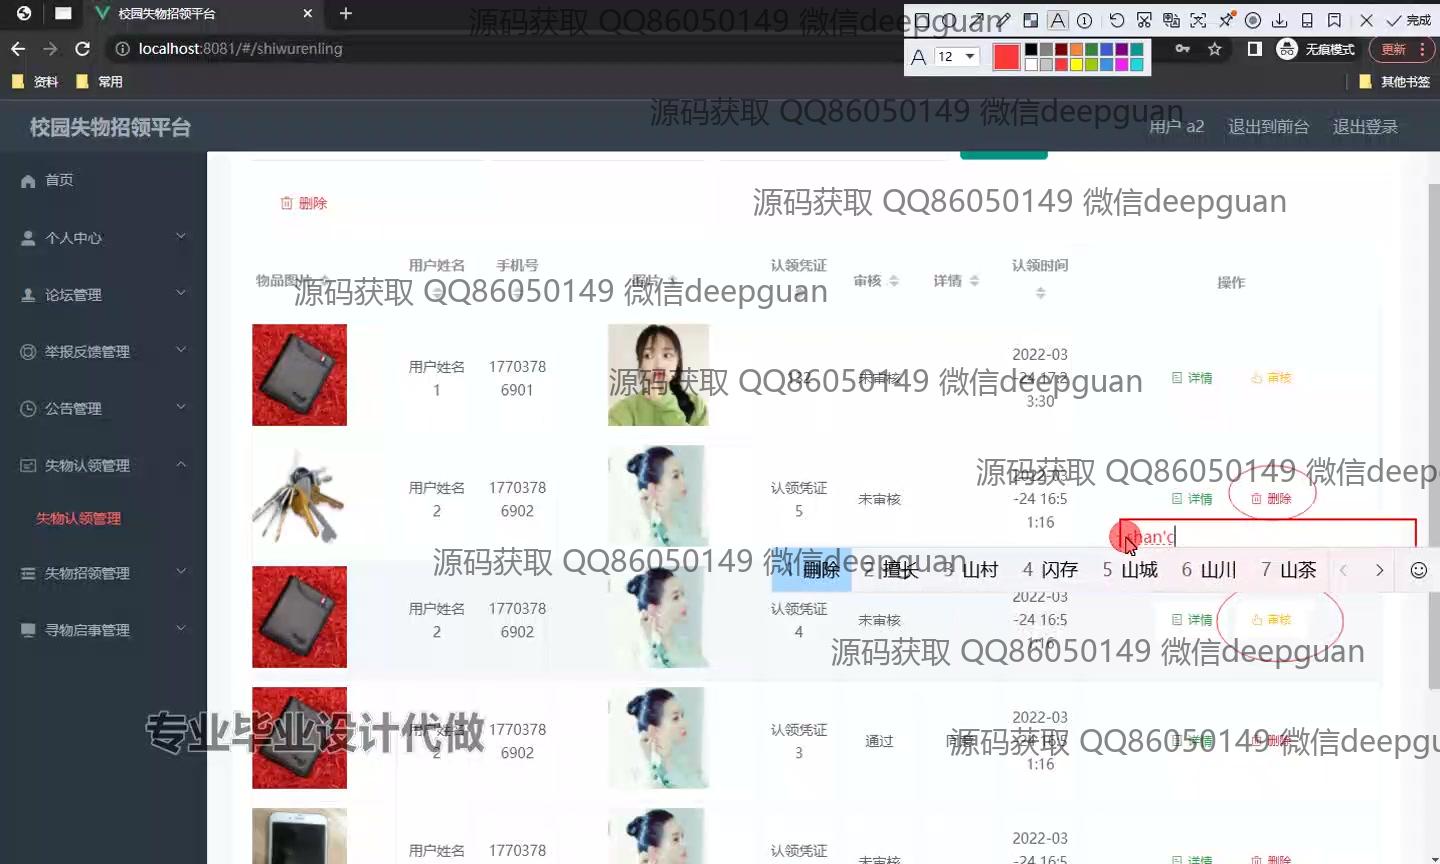 校园失物招领平台
源码获取 QQ86050149 微信deepguan
完成
localhost:8081/#/shiwurenling
A 12
无痕模式
更新
资料
常用
其他书签
校园失物招领平台
源码获取 QQ86050149 微信deepguan
用户 a2
退出到前台
退出登录
首页
个人中心
论坛管理
举报反馈管理
公告管理
失物认领管理
失物认领管理
失物招领管理
寻物启事管理
删除
源码获取 QQ86050149 微信deepguan
物品图片
用户姓名
手机号
认领凭证
审核
详情
认领时间
操作
源码获取 QQ86050149 微信deepguan
用户姓名
1
1770378
6901
未审核
2022-03
-24 17:2
3:30
详情
审核
源码获取 QQ86050149 微信deepguan
用户姓名
2
1770378
6902
认领凭证
5
未审核
2022-03
-24 16:5
1:16
详情
删除
源码获取 QQ86050149 微信deep
shan'c
1 删除 2 擅长 3 山村 4 闪存 5 山城 6 山川 7 山茶
源码获取 QQ86050149 微信deepguan
用户姓名
2
1770378
6902
认领凭证
4
未审核
2022-03
-24 16:5
1:16
详情
审核
源码获取 QQ86050149 微信deepguan
用户姓名
2
1770378
6902
认领凭证
3
通过
2022-03
1:16
详情
删除
专业毕业设计代做
源码获取 QQ86050149 微信deepgu
用户姓名
1770378
认领凭证
未审核
2022-03
-24 16:5
详情
删除